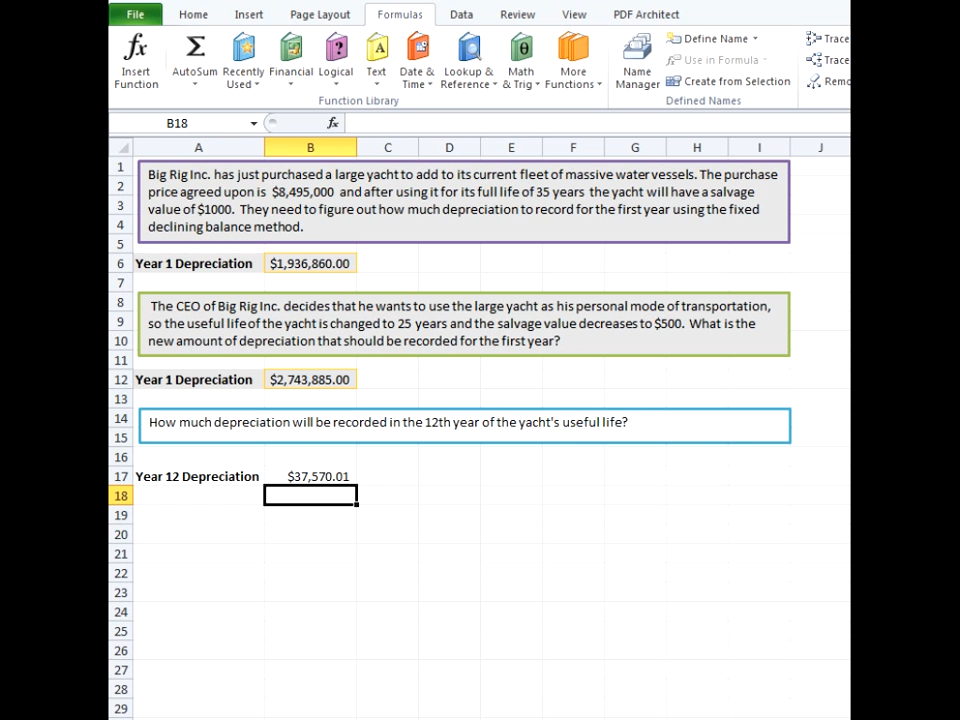 File Home Insert Page Layout Formulas Data Review View PDF Architect
fx Σ ? A θ
Insert Function AutoSum Recently Used Financial Logical Text Date & Time Lookup & Reference Math & Trig More Functions Name Manager
Define Name
Use in Formula
Create from Selection
Trace
Trace
Remo
Function Library Defined Names
B18 fx
A B C D E F G H I J
1
Big Rig Inc. has just purchased a large yacht to add to its current fleet of massive water vessels. The purchase
2
price agreed upon is $8,495,000 and after using it for its full life of 35 years the yacht will have a salvage
3
value of $1000. They need to figure out how much depreciation to record for the first year using the fixed
4
declining balance method.
5
6 Year 1 Depreciation $1,936,860.00
7
8
The CEO of Big Rig Inc. decides that he wants to use the large yacht as his personal mode of transportation,
9
so the useful life of the yacht is changed to 25 years and the salvage value decreases to $500. What is the
10
new amount of depreciation that should be recorded for the first year?
11
12 Year 1 Depreciation $2,743,885.00
13
14
How much depreciation will be recorded in the 12th year of the yacht's useful life?
15
16
17 Year 12 Depreciation $37,570.01
18
19
20
21
22
23
24
25
26
27
28
29